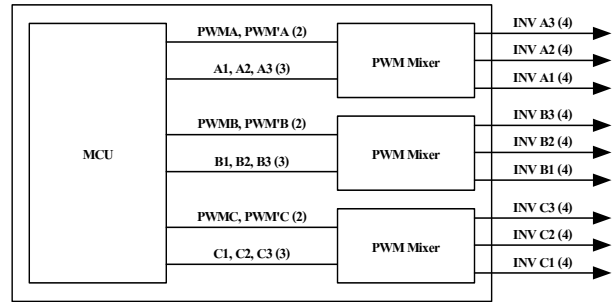 MCU
PWMA, PWM'A (2)
A1, A2, A3 (3)
PWM Mixer
INV A3 (4)
INV A2 (4)
INV A1 (4)
PWMB, PWM'B (2)
B1, B2, B3 (3)
PWM Mixer
INV B3 (4)
INV B2 (4)
INV B1 (4)
PWMC, PWM'C (2)
C1, C2, C3 (3)
PWM Mixer
INV C3 (4)
INV C2 (4)
INV C1 (4)